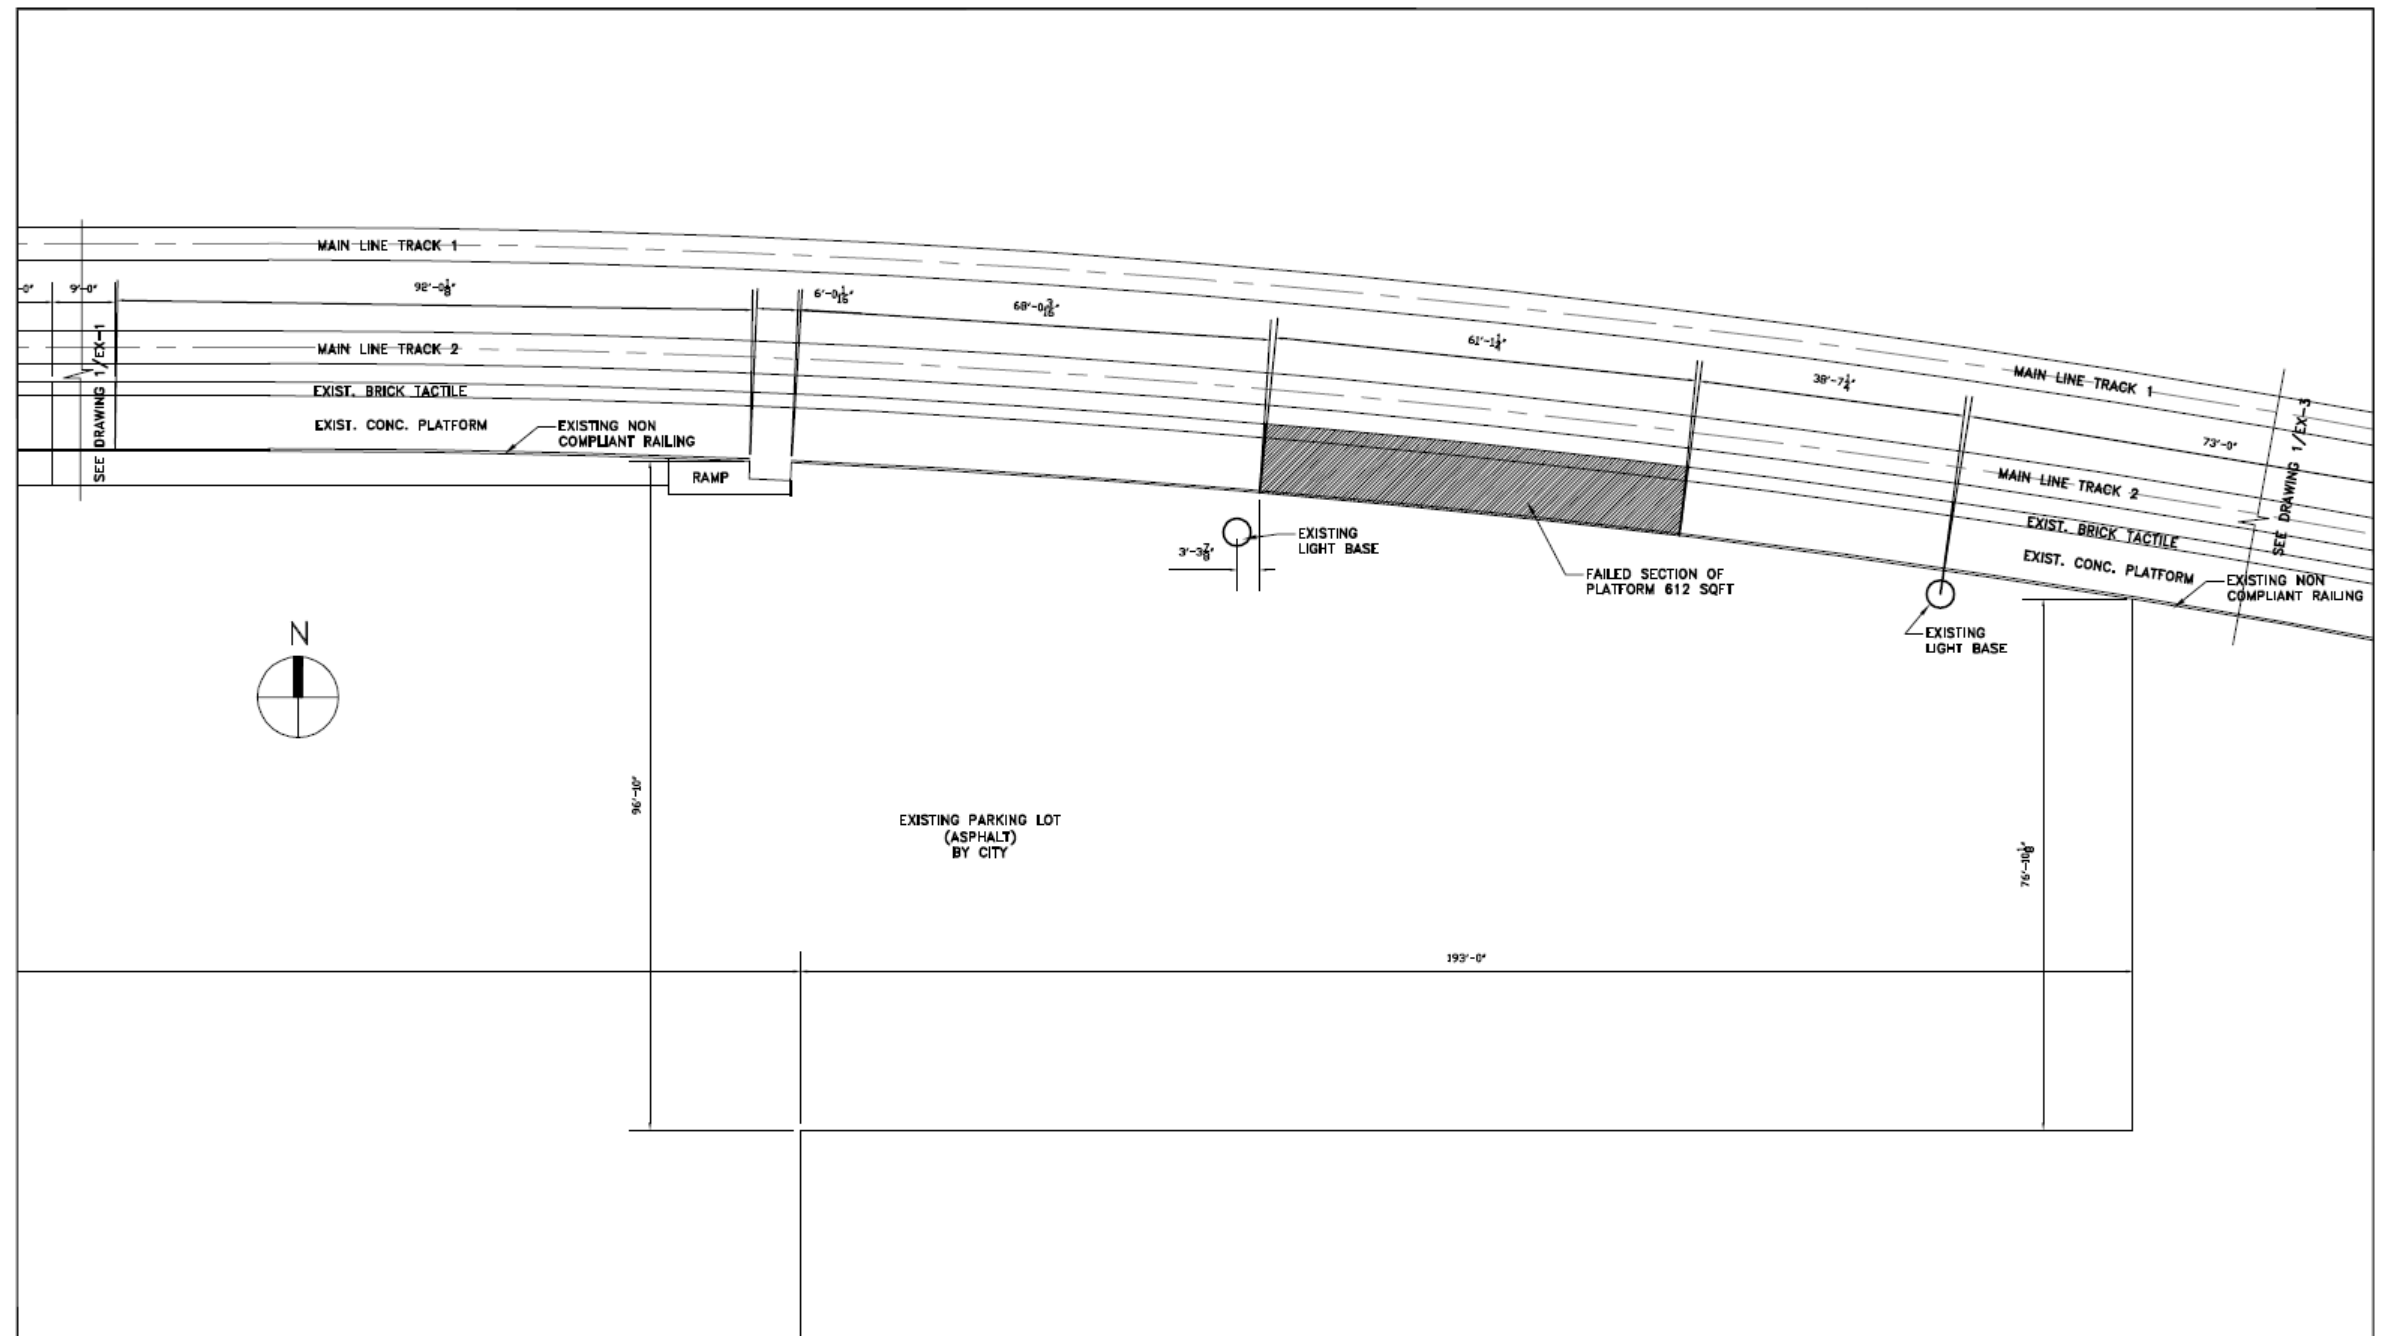 MAIN LINE TRACK 1
-0"
9'-0"
92'-0 1/8"
6'-0 1/16"
68'-0 3/16"
61'-1 1/4"
38'-7 1/4"
73'-0"
MAIN LINE TRACK 1
SEE DRAWING 1/EX-1
MAIN LINE TRACK 2
EXIST. BRICK TACTILE
EXIST. CONC. PLATFORM
EXISTING NON
COMPLIANT RAILING
RAMP
MAIN LINE TRACK 2
EXIST. BRICK TACTILE
EXIST. CONC. PLATFORM
SEE DRAWING 1/EX-3
EXISTING NON
COMPLIANT RAILING
3'-3 7/8"
EXISTING
LIGHT BASE
FAILED SECTION OF
PLATFORM 612 SQFT
EXISTING
LIGHT BASE
N
96'-10"
EXISTING PARKING LOT
(ASPHALT)
BY CITY
76'-10 1/8"
193'-0"